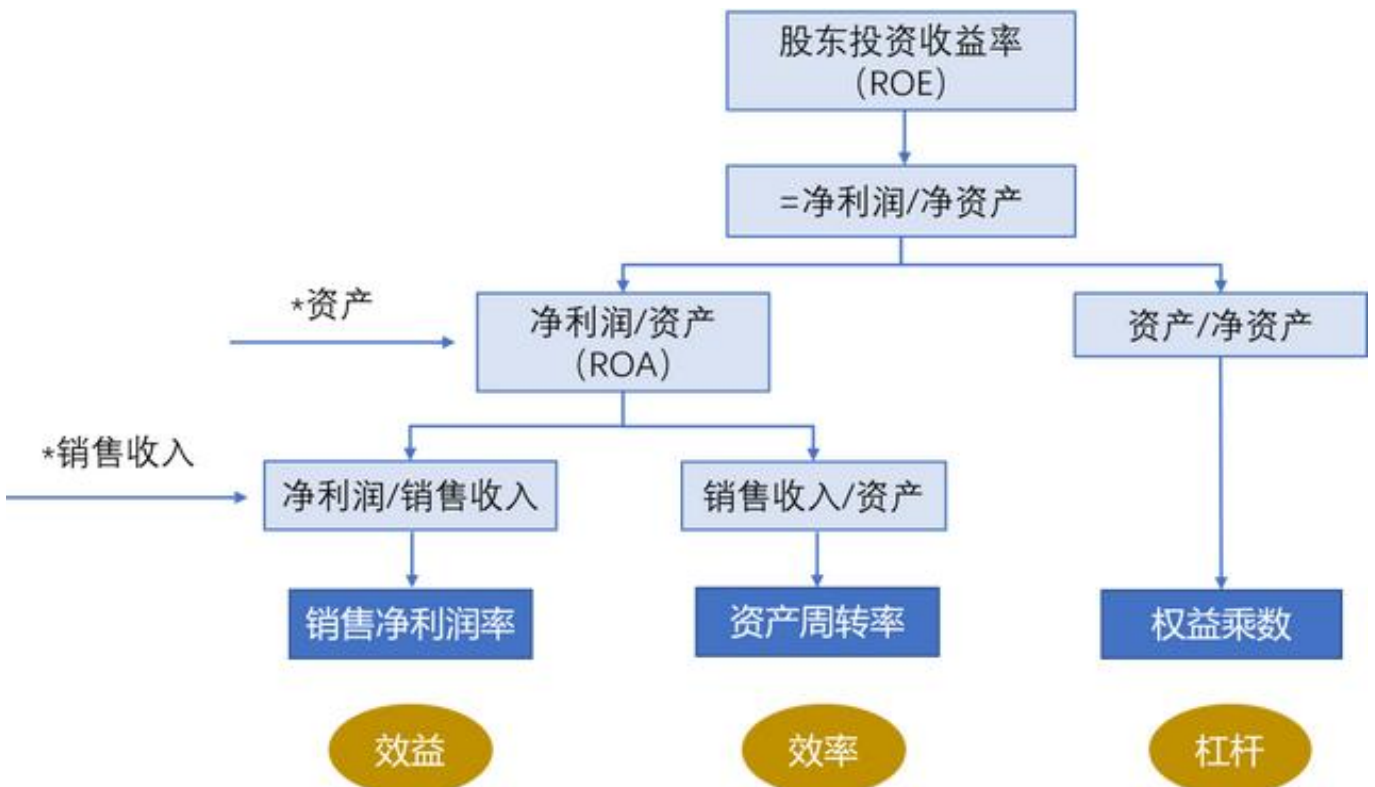 股东投资收益率
（ROE）
=净利润/净资产
*资产
净利润/资产
（ROA）
资产/净资产
*销售收入
净利润/销售收入
销售收入/资产
销售净利润率
资产周转率
权益乘数
效益
效率
杠杆